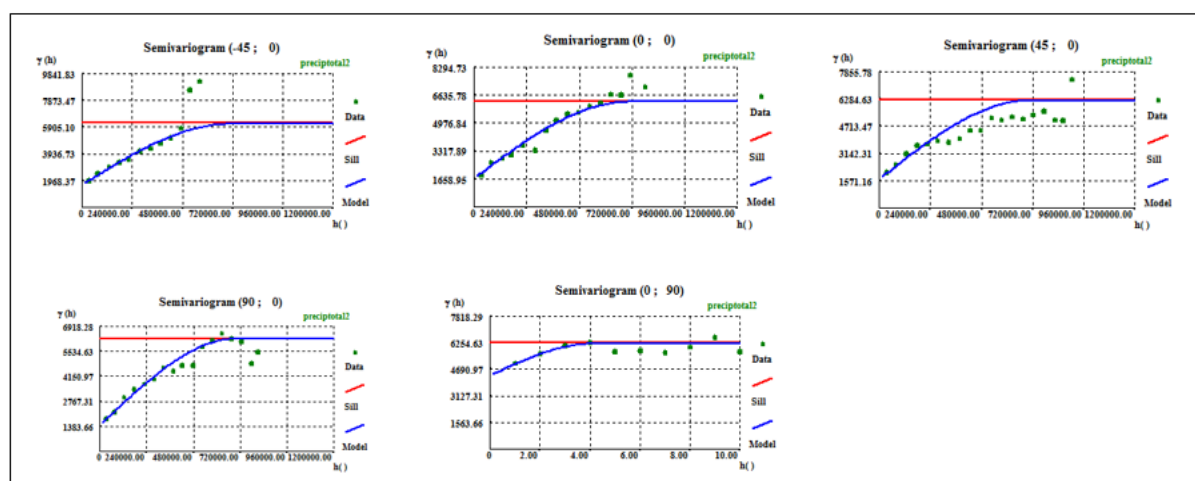 Semivariogram (-45 ; 0)
γ (h)
preciptotal2
9841.83
7873.47
5905.10
3936.73
1968.37
0 240000.00 480000.00 720000.00 960000.00 1200000.00
h( )
Data
Sill
Model
Semivariogram (0 ; 0)
γ (h)
preciptotal2
8294.73
6635.78
4976.84
3317.89
1658.95
0 240000.00 480000.00 720000.00 960000.00 1200000.00
h( )
Data
Sill
Model
Semivariogram (45 ; 0)
γ (h)
preciptotal2
7855.78
6284.63
4713.47
3142.31
1571.16
0 240000.00 480000.00 720000.00 960000.00 1200000.00
h( )
Data
Sill
Model
Semivariogram (90 ; 0)
γ (h)
preciptotal2
6918.28
5534.63
4150.97
2767.31
1383.66
0 240000.00 480000.00 720000.00 960000.00 1200000.00
h( )
Data
Sill
Model
Semivariogram (0 ; 90)
γ (h)
preciptotal2
7818.29
6254.63
4690.97
3127.31
1563.66
0 2.00 4.00 6.00 8.00 10.00
h( )
Data
Sill
Model